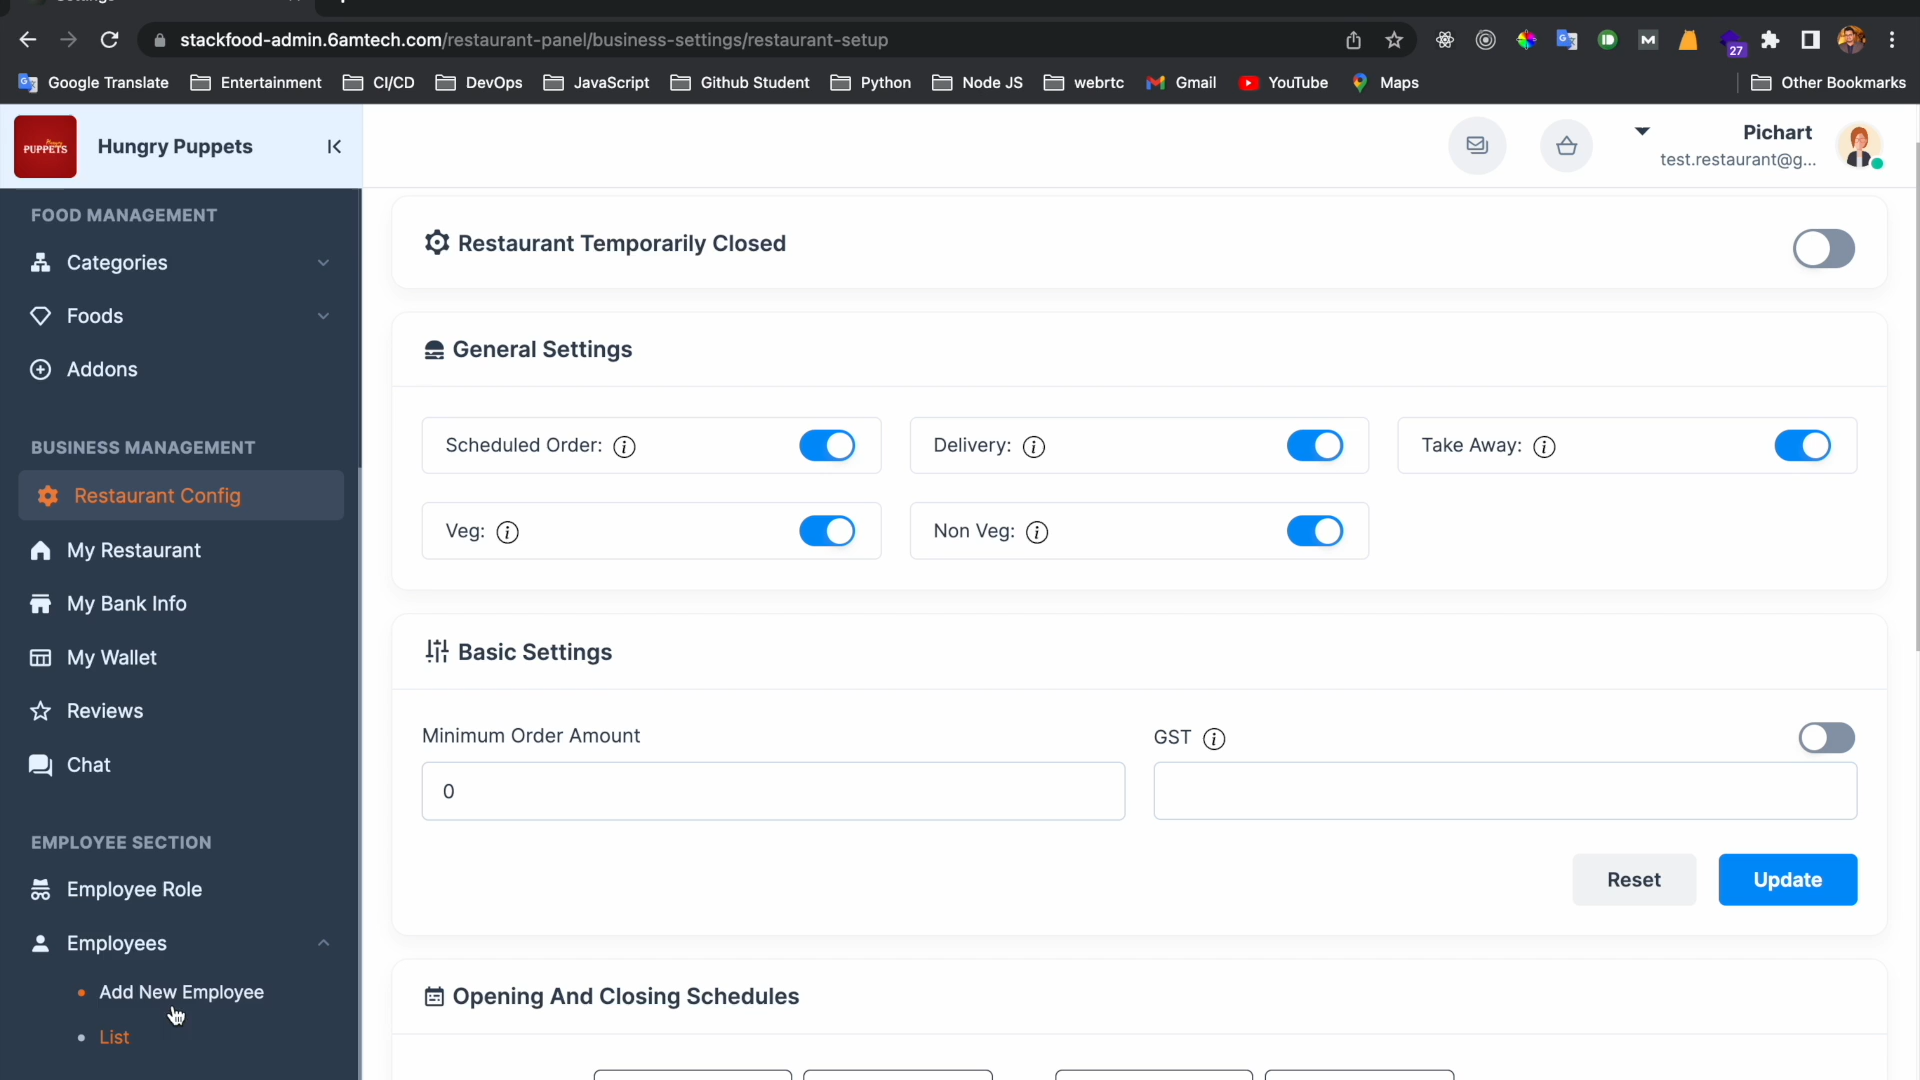 stackfood-admin.6amtech.com/restaurant-panel/business-settings/restaurant-setup
27
Google Translate
Entertainment
CI/CD
DevOps
JavaScript
Github Student
Python
Node JS
webrtc
Gmail
YouTube
Maps
Other Bookmarks
PUPPETS
Hungry Puppets
Pichart
test.restaurant@g...
FOOD MANAGEMENT
Categories
Foods
Addons
BUSINESS MANAGEMENT
Restaurant Config
My Restaurant
My Bank Info
My Wallet
Reviews
Chat
EMPLOYEE SECTION
Employee Role
Employees
Add New Employee
List
Restaurant Temporarily Closed
General Settings
Scheduled Order:
Delivery:
Take Away:
Veg:
Non Veg:
Basic Settings
Minimum Order Amount
GST
0
Reset
Update
Opening And Closing Schedules